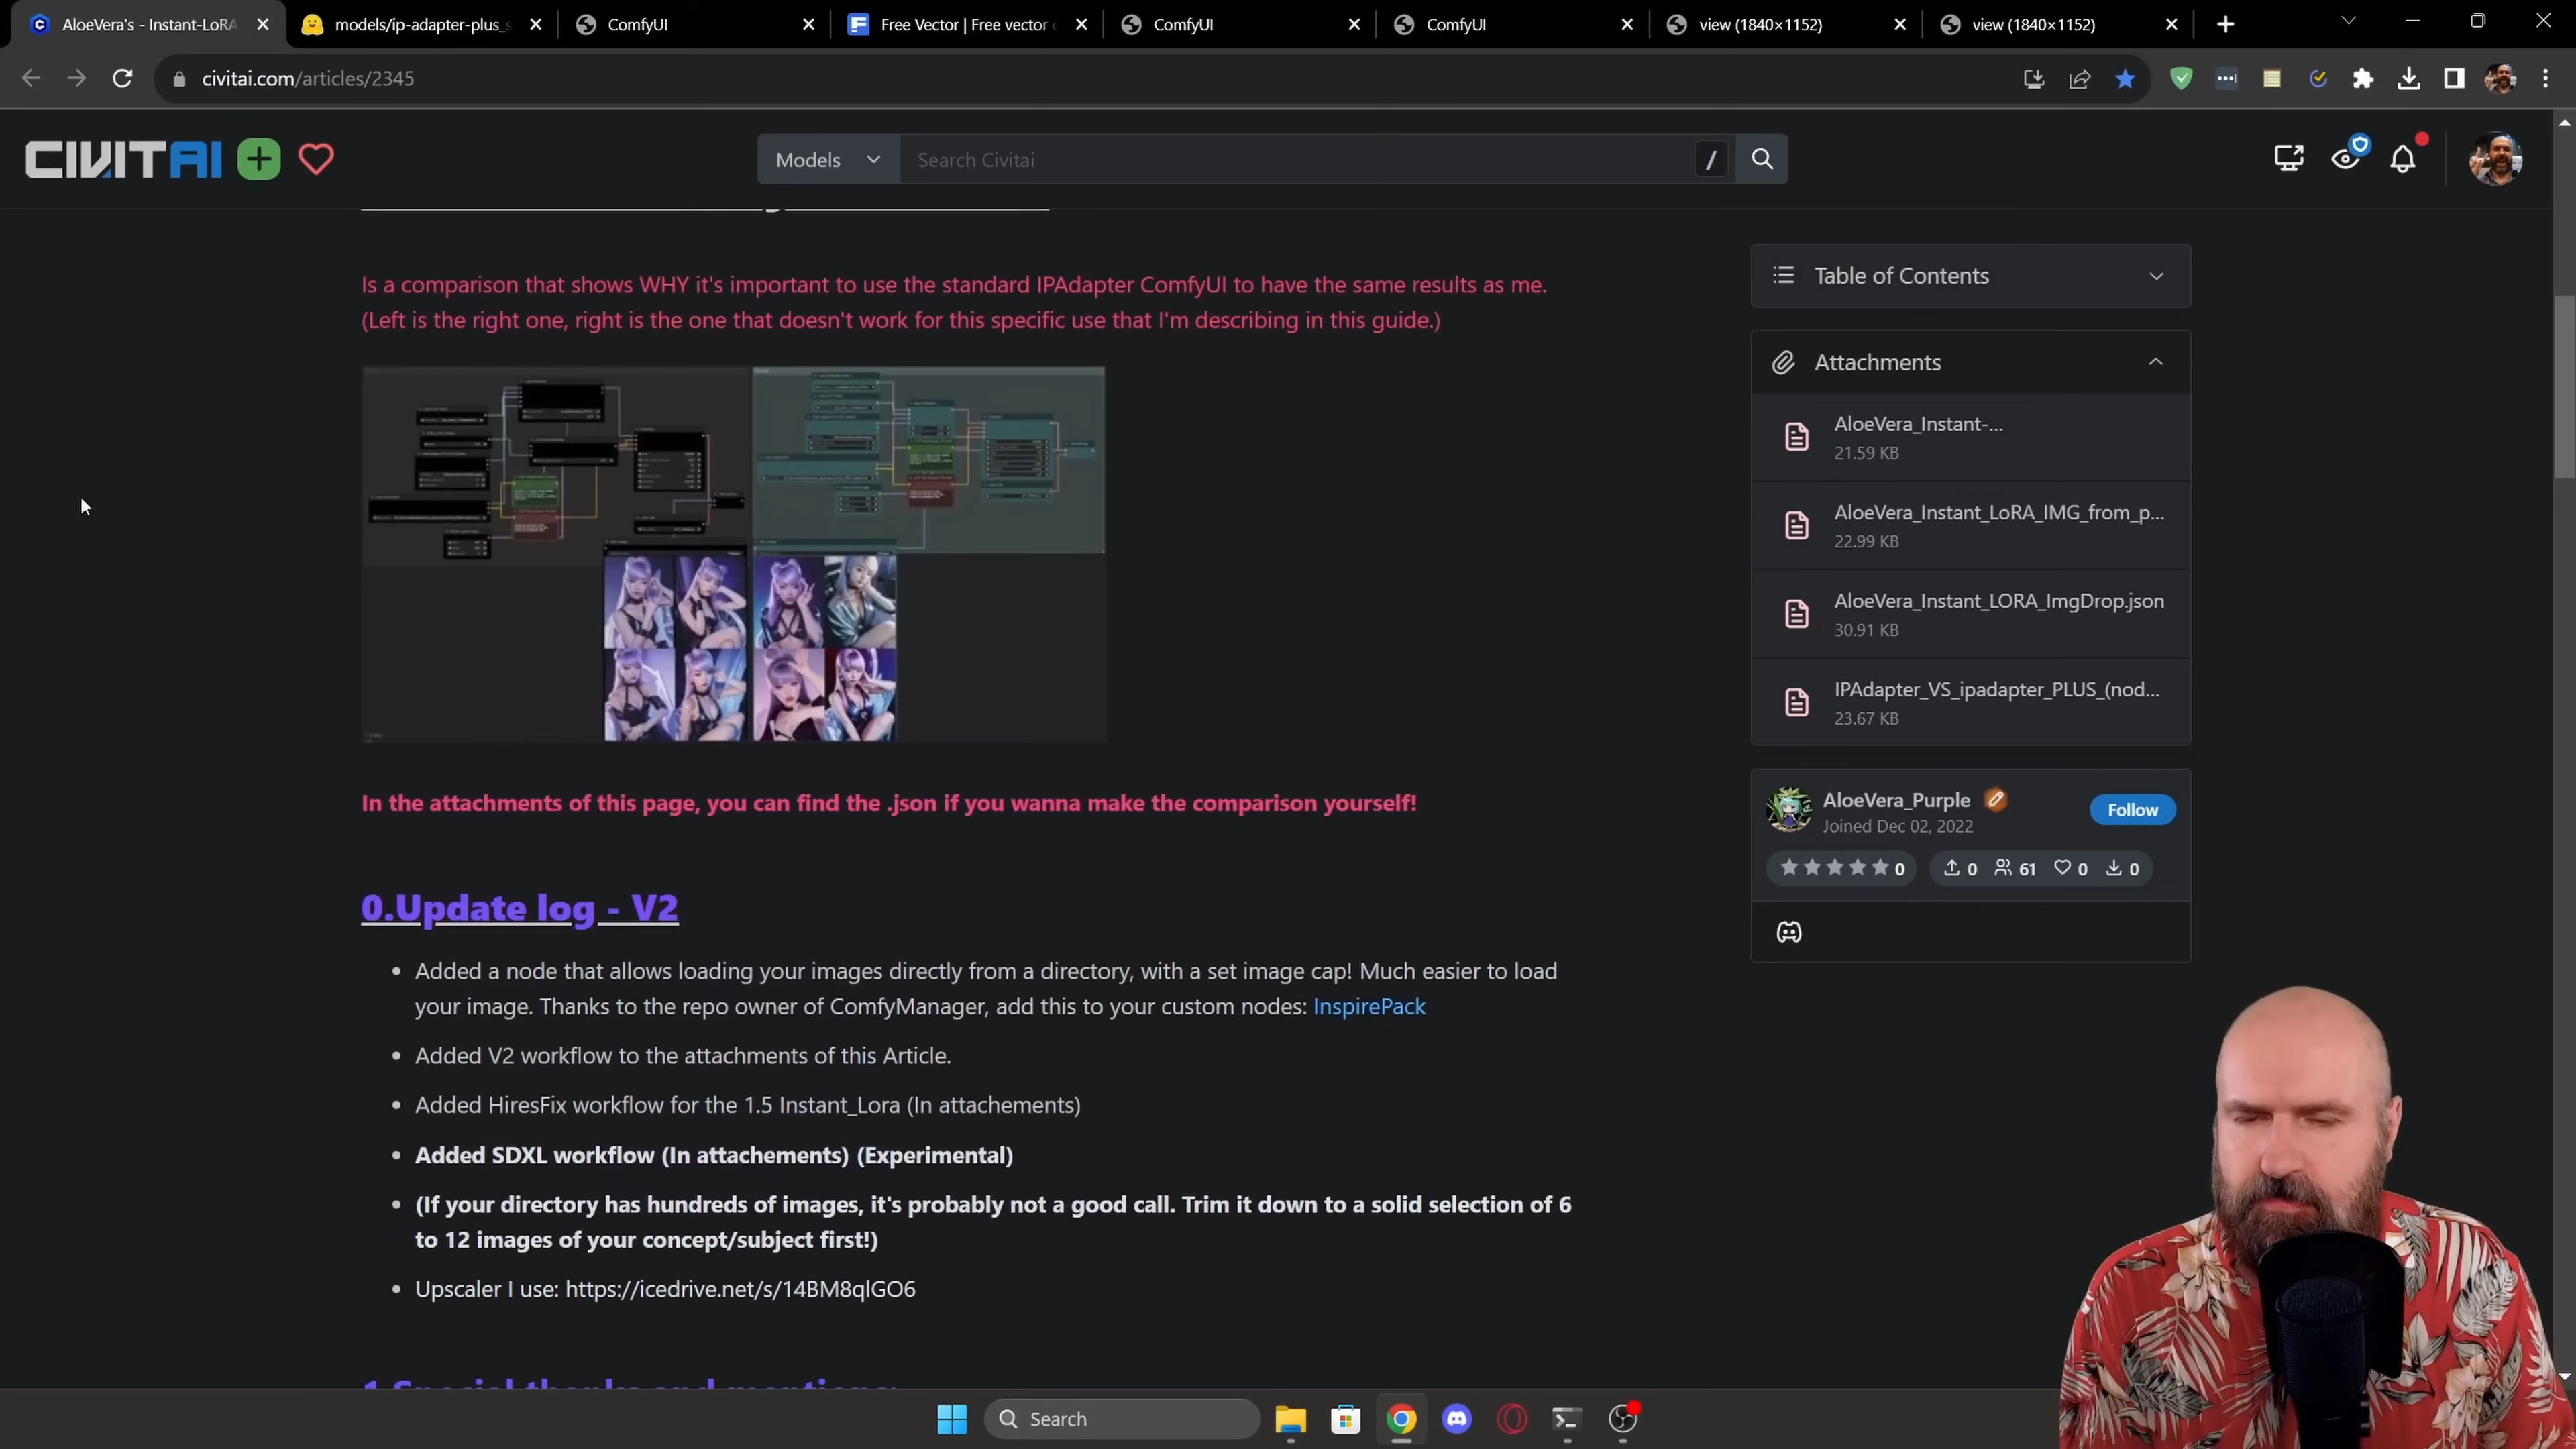 AloeVera's - Instant-LoRA
models/ip-adapter-plus_s
ComfyUI
Free Vector | Free vector c
ComfyUI
ComfyUI
view (1840×1152)
view (1840×1152)
civitai.com/articles/2345
CIVITAI
Models
Search Civitai
/
Is a comparison that shows WHY it's important to use the standard IPAdapter ComfyUI to have the same results as me.
(Left is the right one, right is the one that doesn't work for this specific use that I'm describing in this guide.)
In the attachments of this page, you can find the .json if you wanna make the comparison yourself!
0.Update log - V2
Added a node that allows loading your images directly from a directory, with a set image cap! Much easier to load
your image. Thanks to the repo owner of ComfyManager, add this to your custom nodes: InspirePack
Added V2 workflow to the attachments of this Article.
Added HiresFix workflow for the 1.5 Instant_Lora (In attachements)
Added SDXL workflow (In attachements) (Experimental)
(If your directory has hundreds of images, it's probably not a good call. Trim it down to a solid selection of 6
to 12 images of your concept/subject first!)
Upscaler I use: https://icedrive.net/s/14BM8qlGO6
1.Special thanks and mentions:
Table of Contents
Attachments
AloeVera_Instant-...
21.59 KB
AloeVera_Instant_LoRA_IMG_from_p...
22.99 KB
AloeVera_Instant_LORA_ImgDrop.json
30.91 KB
IPAdapter_VS_ipadapter_PLUS_(nod...
23.67 KB
AloeVera_Purple
Joined Dec 02, 2022
Follow
0
0
61
0
0
Search